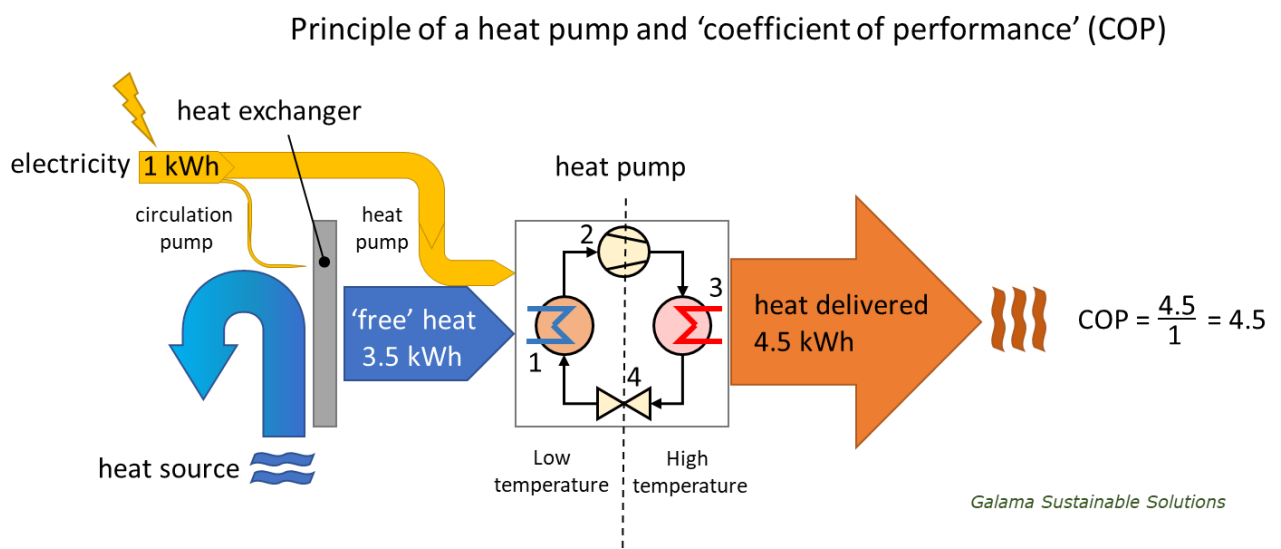 Principle of a heat pump and ‘coefficient of performance’ (COP)
heat exchanger
electricity 1 kWh
heat pump
circulation
pump
heat
pump
2
3
‘free’ heat
3.5 kWh
heat delivered
4.5 kWh
COP = 4.5/1 = 4.5
1
4
heat source
Low
temperature
High
temperature
Galama Sustainable Solutions